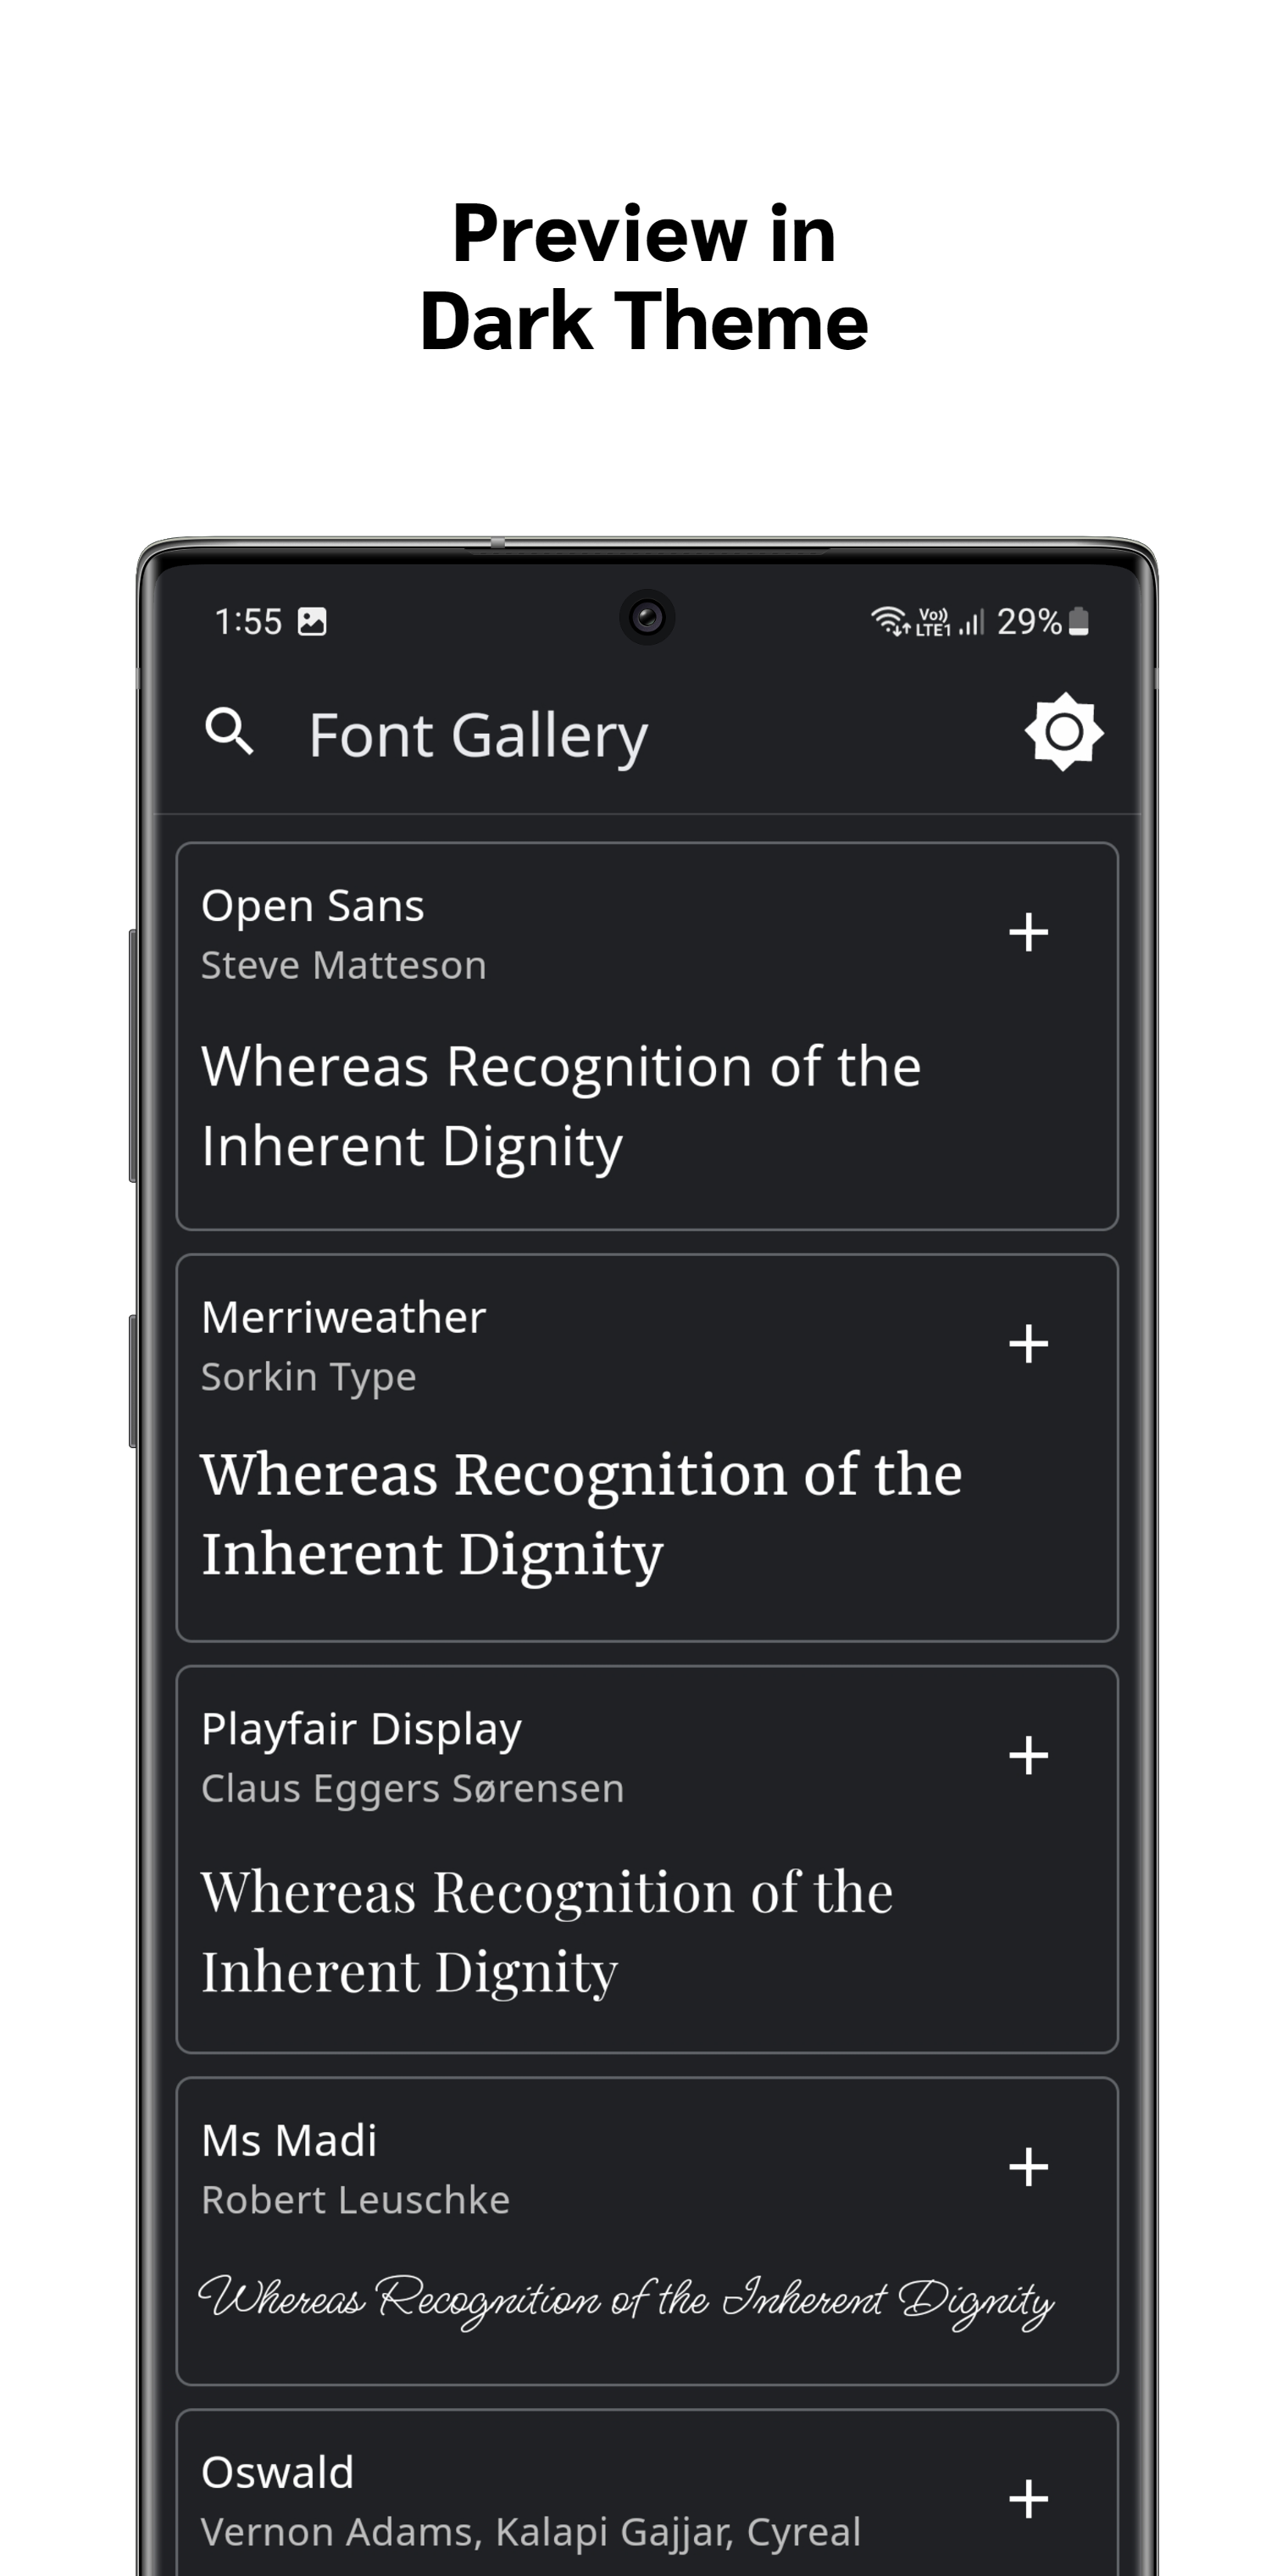 Preview in
Dark Theme
1:55
Vo))
LTE1
29%
Font Gallery
Open Sans
Steve Matteson
Whereas Recognition of the
Inherent Dignity
Merriweather
Sorkin Type
Whereas Recognition of the
Inherent Dignity
Playfair Display
Claus Eggers Sørensen
Whereas Recognition of the
Inherent Dignity
Ms Madi
Robert Leuschke
Whereas Recognition of the Inherent Dignity
Oswald
Vernon Adams, Kalapi Gajjar, Cyreal